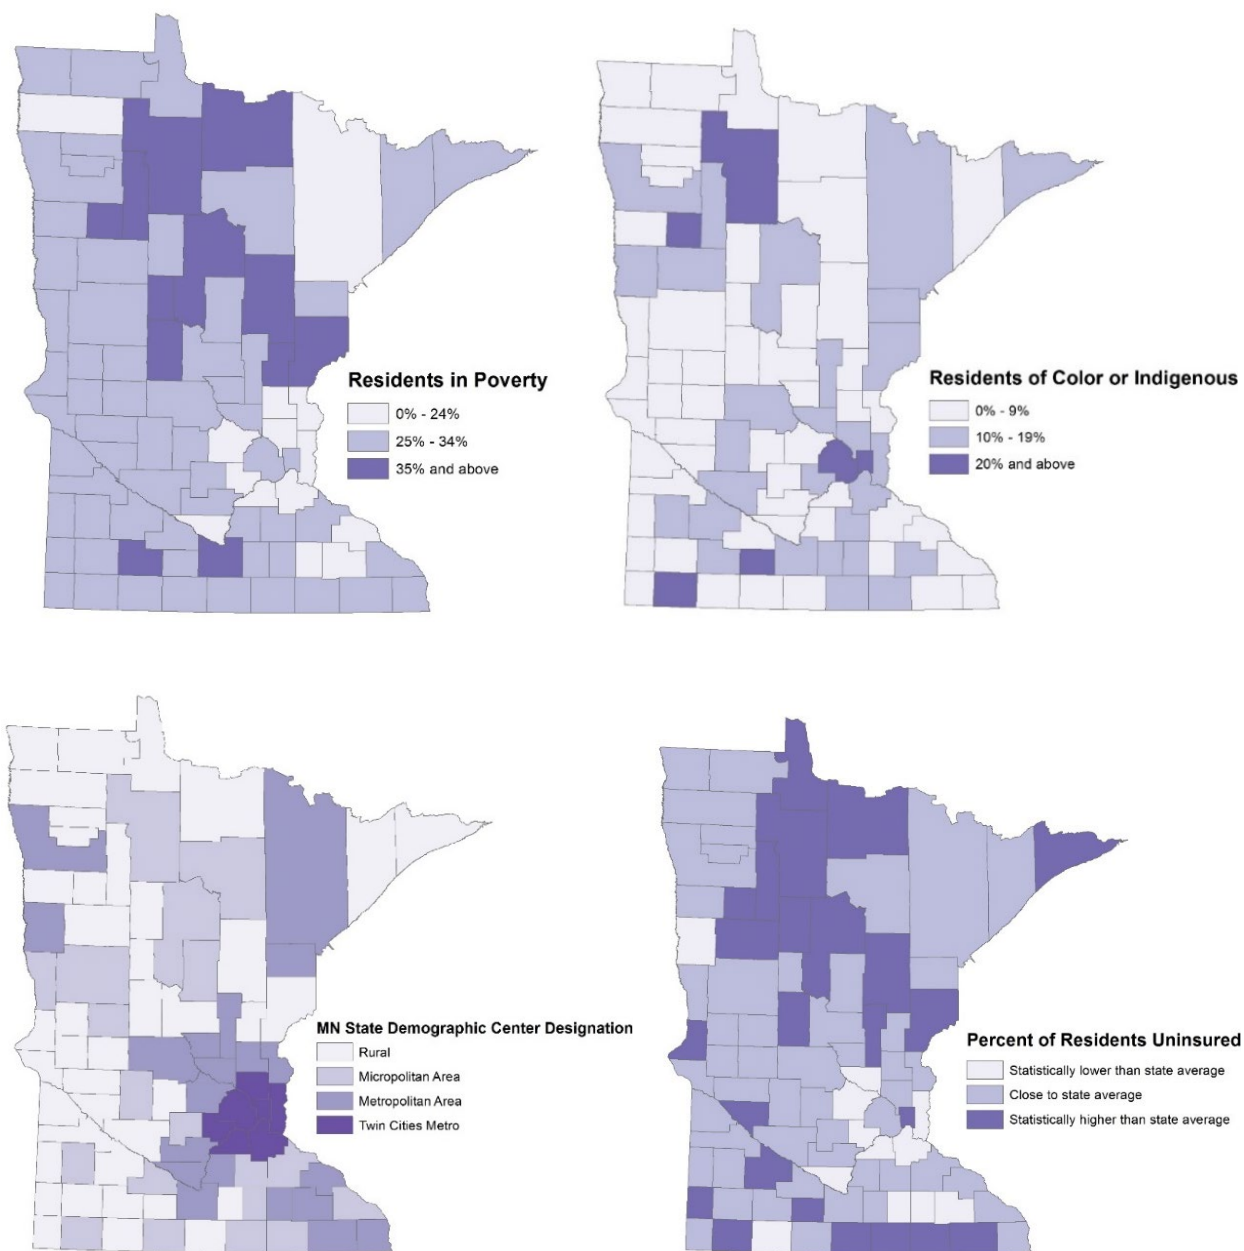 Residents in Poverty
0% - 24%
25% - 34%
35% and above
Residents of Color or Indigenous
0% - 9%
10% - 19%
20% and above
MN State Demographic Center Designation
Rural
Micropolitan Area
Metropolitan Area
Twin Cities Metro
Percent of Residents Uninsured
Statistically lower than state average
Close to state average
Statistically higher than state average